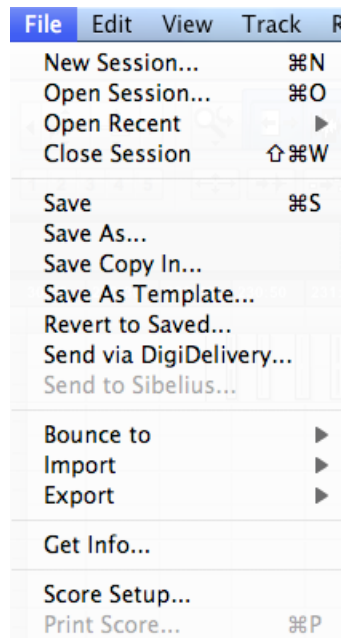 File Edit View Track
New Session... ⌘N
Open Session... ⌘O
Open Recent ▶
Close Session ⇧⌘W
Save ⌘S
Save As...
Save Copy In...
Save As Template...
Revert to Saved...
Send via DigiDelivery...
Send to Sibelius...
Bounce to ▶
Import ▶
Export ▶
Get Info...
Score Setup...
Print Score... ⌘P